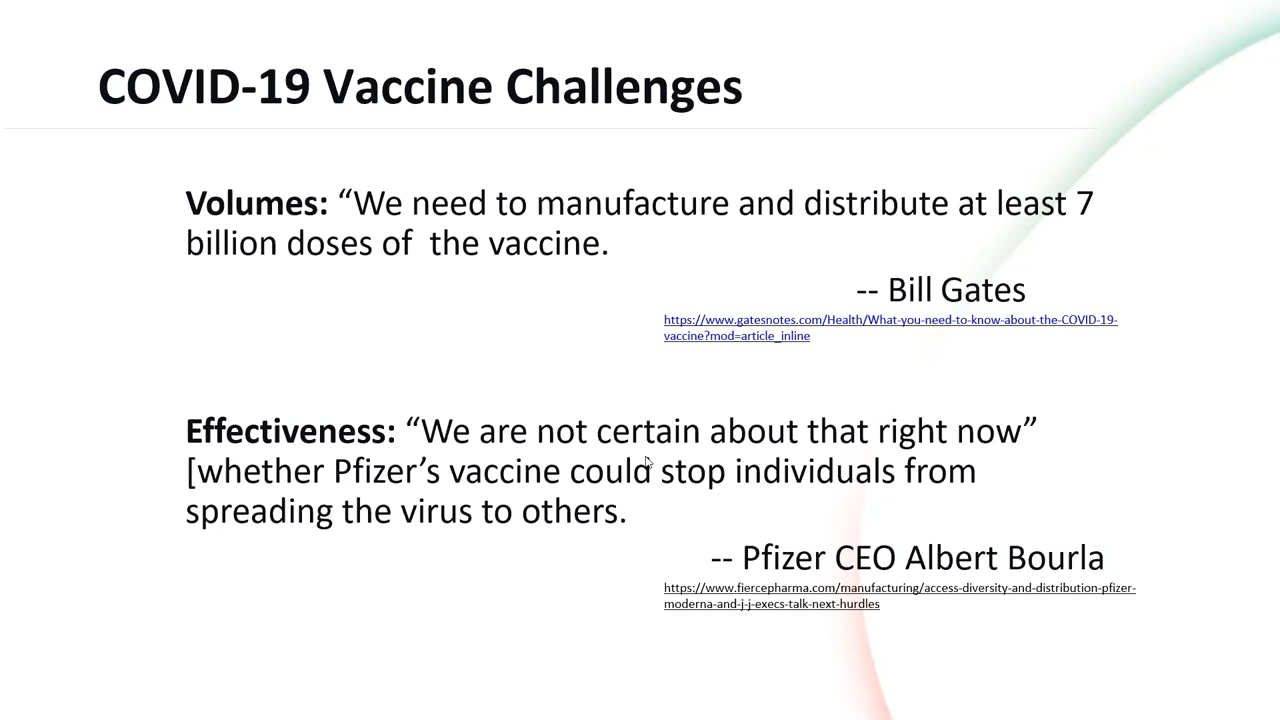 COVID-19 Vaccine Challenges
Volumes: “We need to manufacture and distribute at least 7
billion doses of  the vaccine.
-- Bill Gates
https://www.gatesnotes.com/Health/What-you-need-to-know-about-the-COVID-19-
vaccine?mod=article_inline
Effectiveness: “We are not certain about that right now”
[whether Pfizer’s vaccine could stop individuals from
spreading the virus to others.
-- Pfizer CEO Albert Bourla
https://www.fiercepharma.com/manufacturing/access-diversity-and-distribution-pfizer-
moderna-and-j-j-execs-talk-next-hurdles